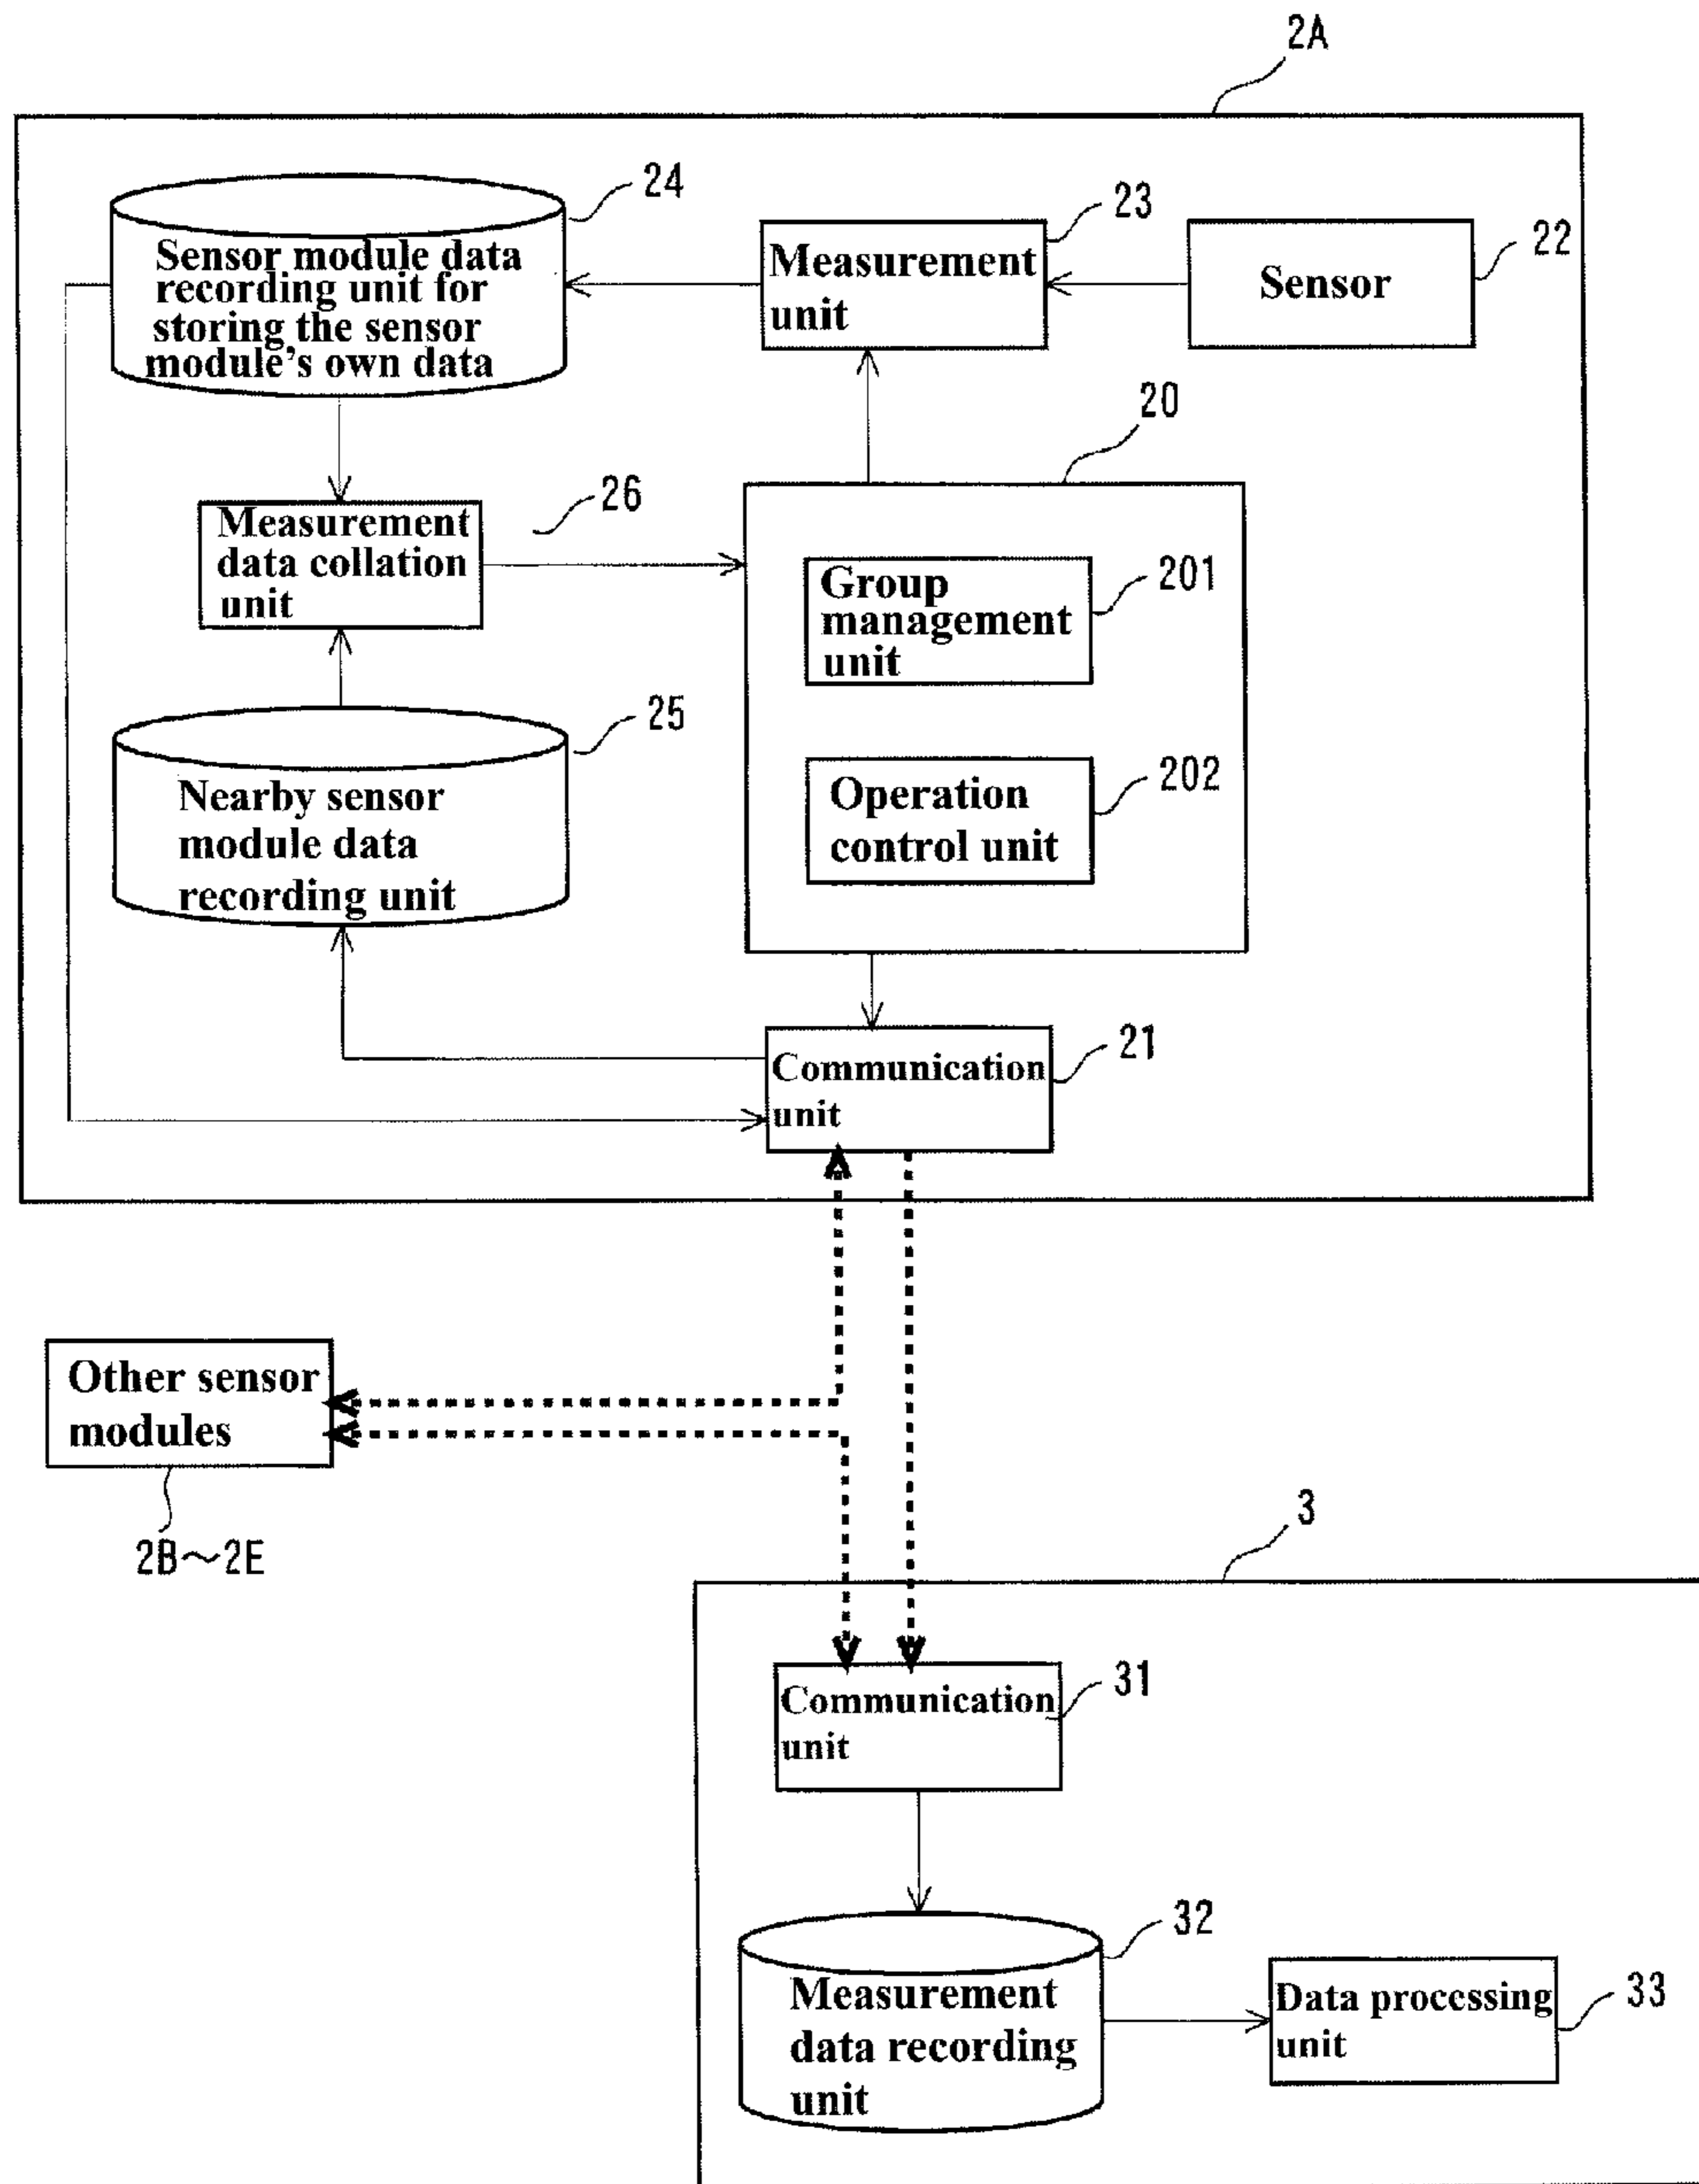 2A
24
Sensor module data
recording unit for
storing the sensor
module's own data
23
Measurement
unit
22
Sensor
20
26
Measurement
data collation
unit
201
Group
management
unit
25
Nearby sensor
module data
recording unit
202
Operation
control unit
21
Communication
unit
Other sensor
modules
2B～2E
3
31
Communication
unit
32
Measurement
data recording
unit
33
Data processing
unit